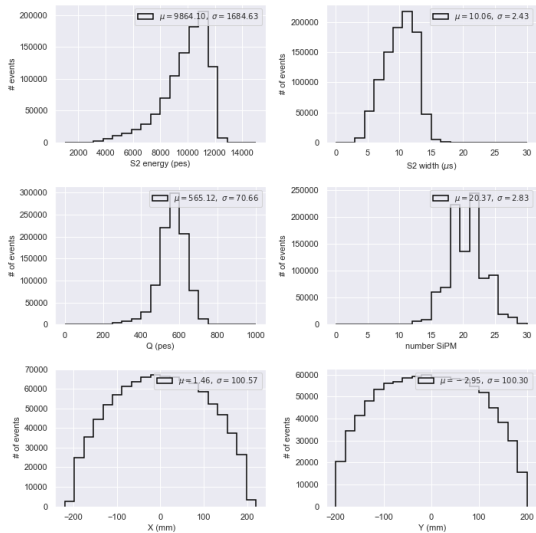 μ = 9864.10, σ = 1684.63
# of events
200000
150000
100000
50000
0
2000 4000 6000 8000 10000 12000 14000
S2 energy (pes)
μ = 10.06, σ = 2.43
# of events
200000
150000
100000
50000
0
0 5 10 15 20 25 30
S2 width (μs)
μ = 565.12, σ = 70.66
# of events
300000
250000
200000
150000
100000
50000
0
0 200 400 600 800 1000
Q (pes)
μ = 20.37, σ = 2.83
# of events
250000
200000
150000
100000
50000
0
0 5 10 15 20 25 30
number SiPM
μ = 1.46, σ = 100.57
# of events
70000
60000
50000
40000
30000
20000
10000
0
−200 −100 0 100 200
X (mm)
μ = −2.95, σ = 100.30
# of events
60000
50000
40000
30000
20000
10000
0
−200 −100 0 100 200
Y (mm)